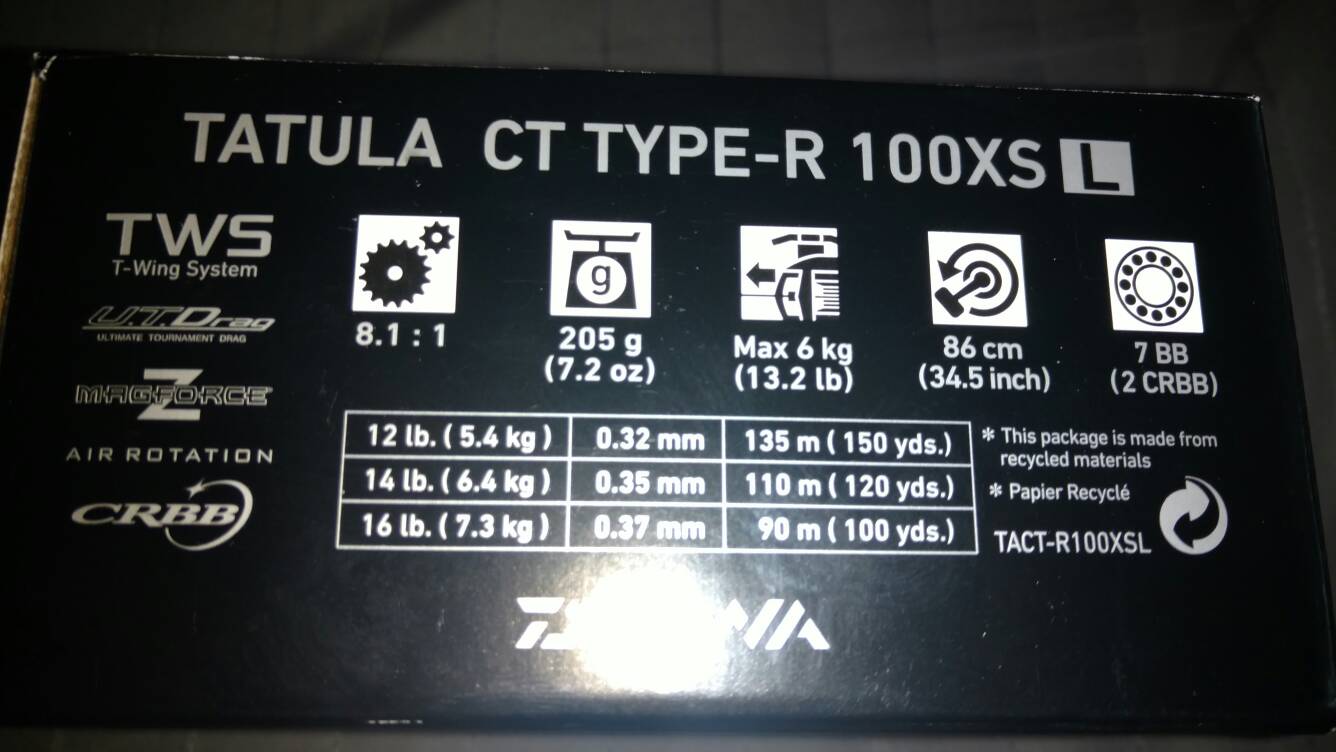 TATULA CT TYPE-R 100XS L
TWS
T-Wing System
U.T.Drag
ULTIMATE TOURNAMENT DRAG
MAGFORCE Z
AIR ROTATION
CRBB
8.1 : 1
g
205 g
(7.2 oz)
Max 6 kg
(13.2 lb)
86 cm
(34.5 inch)
7 BB
(2 CRBB)
12 lb. ( 5.4 kg ) 0.32 mm 135 m ( 150 yds.)
14 lb. ( 6.4 kg ) 0.35 mm 110 m ( 120 yds.)
16 lb. ( 7.3 kg ) 0.37 mm 90 m ( 100 yds.)
* This package is made from
recycled materials
* Papier Recyclé
TACT-R100XSL